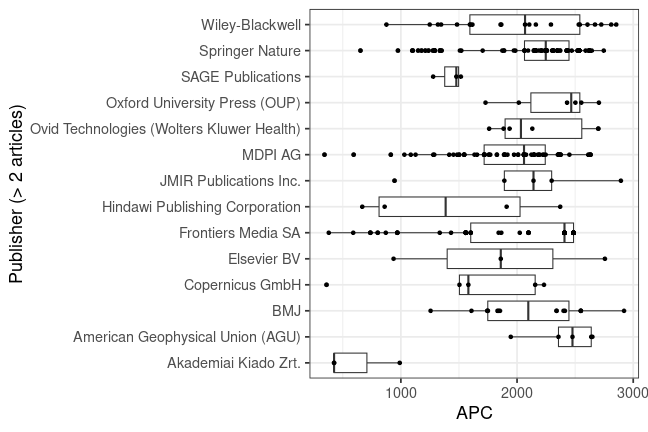 Publisher (> 2 articles)
Wiley-Blackwell
Springer Nature
SAGE Publications
Oxford University Press (OUP)
Ovid Technologies (Wolters Kluwer Health)
MDPI AG
JMIR Publications Inc.
Hindawi Publishing Corporation
Frontiers Media SA
Elsevier BV
Copernicus GmbH
BMJ
American Geophysical Union (AGU)
Akademiai Kiado Zrt.
1000 2000 3000
APC